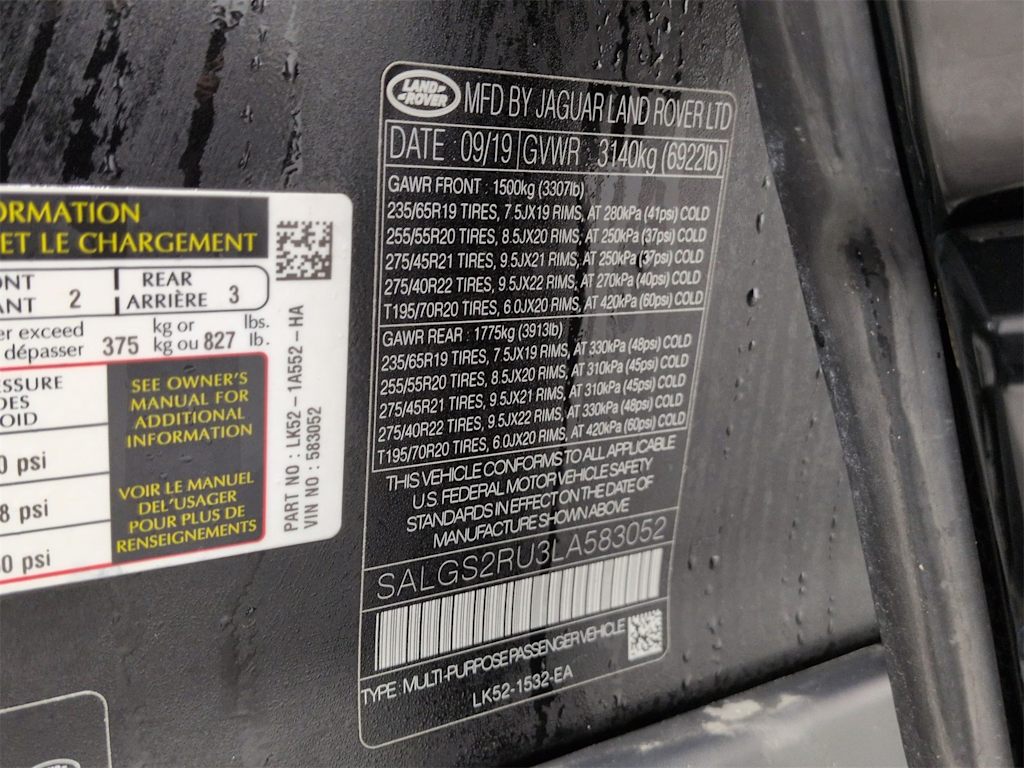 LAND ROVER
MFD BY JAGUAR LAND ROVER LTD
DATE 09/19 GVWR 3140kg (6922lb)
GAWR FRONT : 1500kg (3307lb)
235/65R19 TIRES, 7.5JX19 RIMS, AT 280kPa (41psi) COLD
255/55R20 TIRES, 8.5JX20 RIMS, AT 250kPa (37psi) COLD
275/45R21 TIRES, 9.5JX21 RIMS, AT 250kPa (37psi) COLD
275/40R22 TIRES, 9.5JX22 RIMS, AT 270kPa (40psi) COLD
T195/70R20 TIRES, 6.0JX20 RIMS, AT 420kPa (60psi) COLD
GAWR REAR : 1775kg (3913lb)
235/65R19 TIRES, 7.5JX19 RIMS, AT 330kPa (48psi) COLD
255/55R20 TIRES, 8.5JX20 RIMS, AT 310kPa (45psi) COLD
275/45R21 TIRES, 9.5JX21 RIMS, AT 310kPa (45psi) COLD
275/40R22 TIRES, 9.5JX22 RIMS, AT 330kPa (48psi) COLD
T195/70R20 TIRES, 6.0JX20 RIMS, AT 420kPa (60psi) COLD
THIS VEHICLE CONFORMS TO ALL APPLICABLE
U.S. FEDERAL MOTOR VEHICLE SAFETY
STANDARDS IN EFFECT ON THE DATE OF
MANUFACTURE SHOWN ABOVE
SALGS2RU3LA583052
TYPE : MULTI-PURPOSE PASSENGER VEHICLE
LK52-1532-EA
ORMATION
ET LE CHARGEMENT
ONT
ANT 2
REAR
ARRIÈRE 3
er exceed
dépasser 375 kg or
kg ou 827 lbs.
lb.
ESSURE
DES
OID
0 psi
8 psi
60 psi
SEE OWNER'S
MANUAL FOR
ADDITIONAL
INFORMATION
VOIR LE MANUEL
DEL'USAGER
POUR PLUS DE
RENSEIGNEMENTS
PART NO : LK52-1A552-HA
VIN NO : 583052